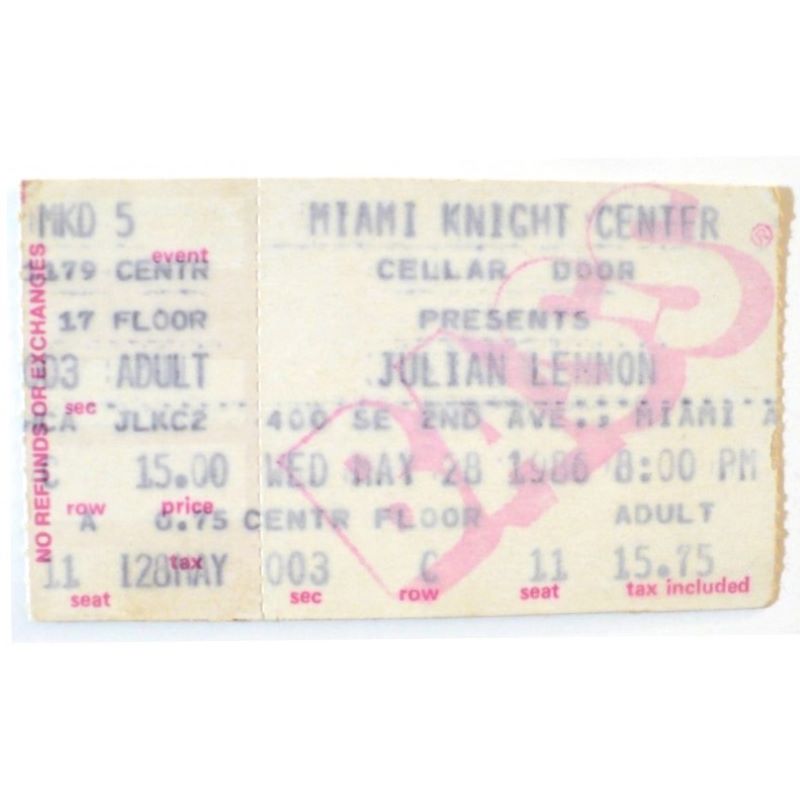 NO REFUNDS OR EXCHANGES
MKD 5
event
179 CENTR
17 FLOOR
003 ADULT
sec
JLKC2
C 15.00
row price
A 0.75
tax
11 128MAY
seat
BASS
®
MIAMI KNIGHT CENTER
CELLAR DOOR
PRESENTS
JULIAN LENNON
400 SE 2ND AVE., MIAMI A
WED MAY 28 1986 8:00 PM
CENTR FLOOR ADULT
003 C 11 15.75
sec row seat tax included